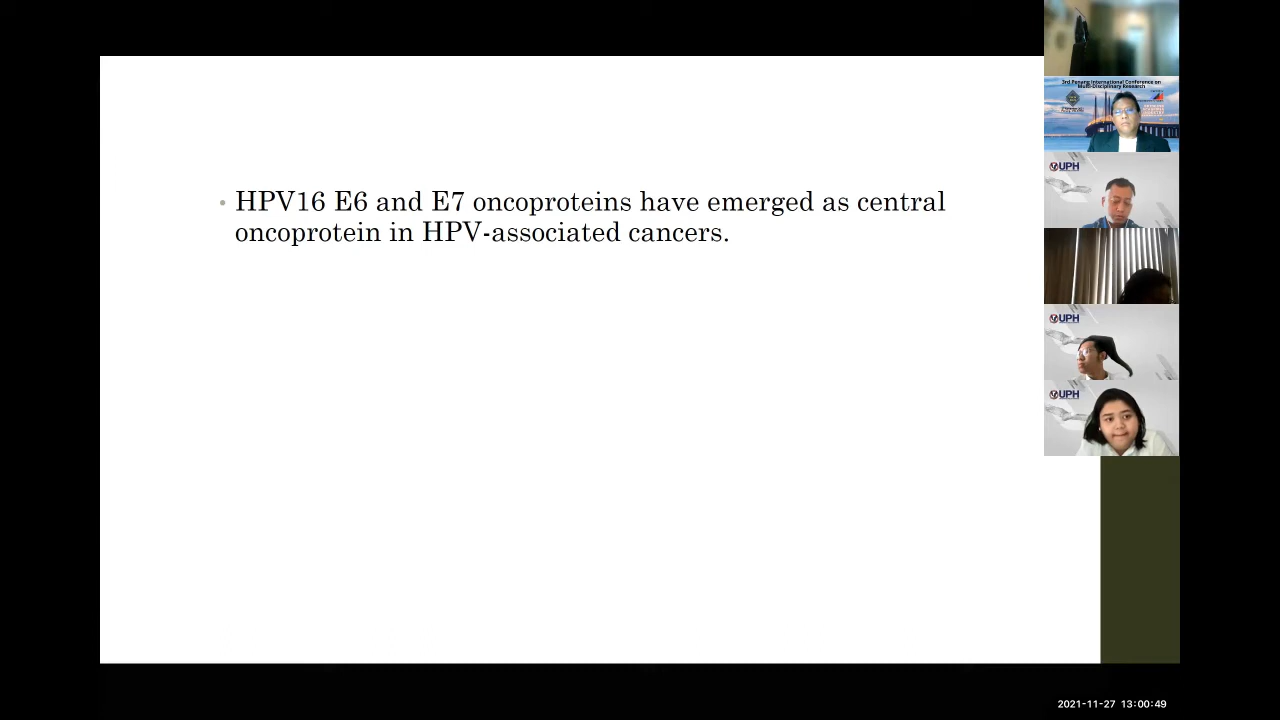 • HPV16 E6 and E7 oncoproteins have emerged as central
oncoprotein in HPV-associated cancers.
3rd Penang International Conference on
Multi-Disciplinary Research
UPH
UPH
UPH
2021-11-27 13:00:49